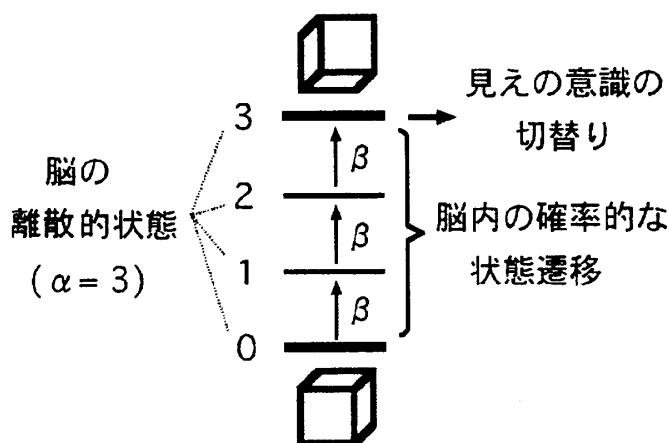 見えの意識の
切替り
脳の
離散的状態
(α=3)
3
2
1
0
β
β
β
脳内の確率的な
状態遷移